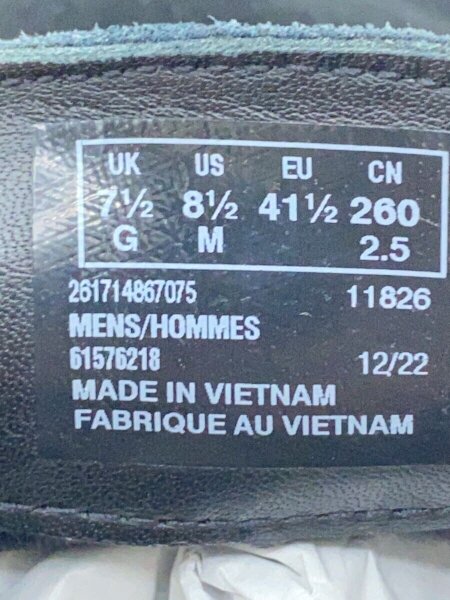 UK US EU CN
7½ 8½ 41½ 260
G M 2.5
261714867075 11826
MENS/HOMMES
61576218 12/22
MADE IN VIETNAM
FABRIQUE AU VIETNAM